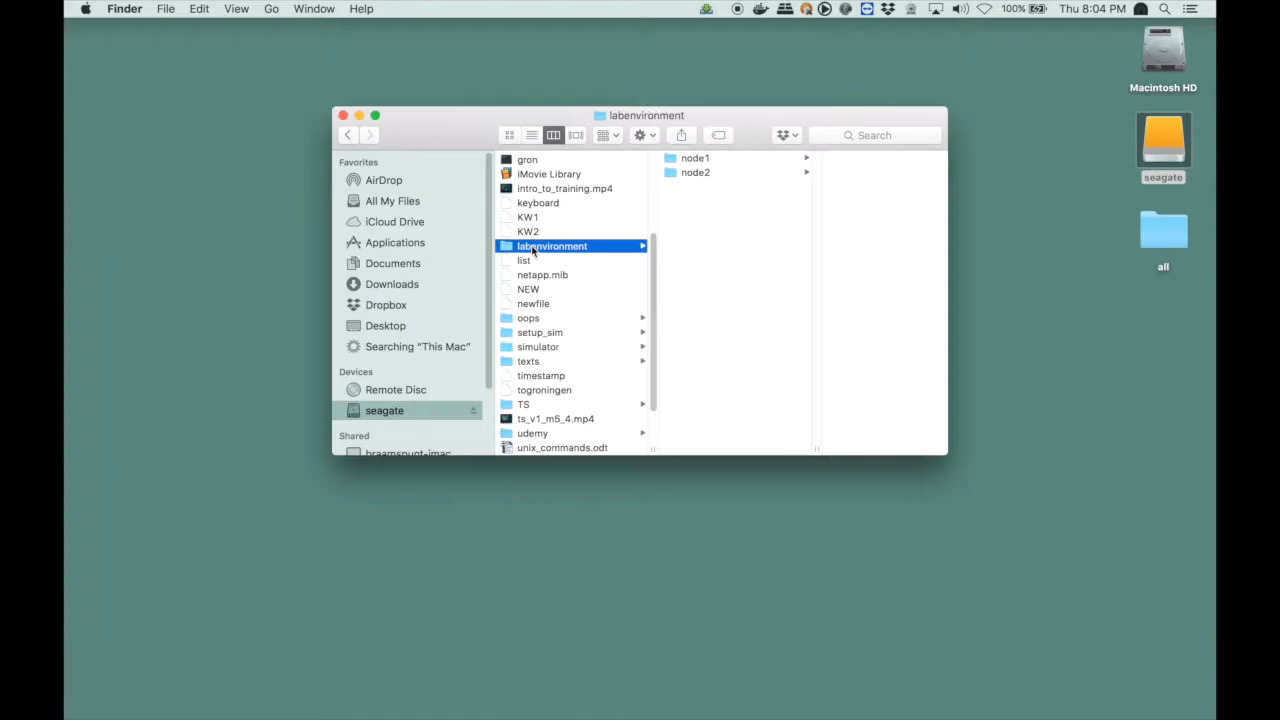 Finder File Edit View Go Window Help 100% Thu 8:04 PM
Macintosh HD
seagate
all
labenvironment
Search
Favorites
AirDrop
All My Files
iCloud Drive
Applications
Documents
Downloads
Dropbox
Desktop
Searching “This Mac”
Devices
Remote Disc
seagate
Shared
braamspunt-imac
gron
iMovie Library
intro_to_training.mp4
keyboard
KW1
KW2
labenvironment
list
netapp.mib
NEW
newfile
oops
setup_sim
simulator
texts
timestamp
togroningen
TS
ts_v1_m5_4.mp4
udemy
unix_commands.odt
node1
node2